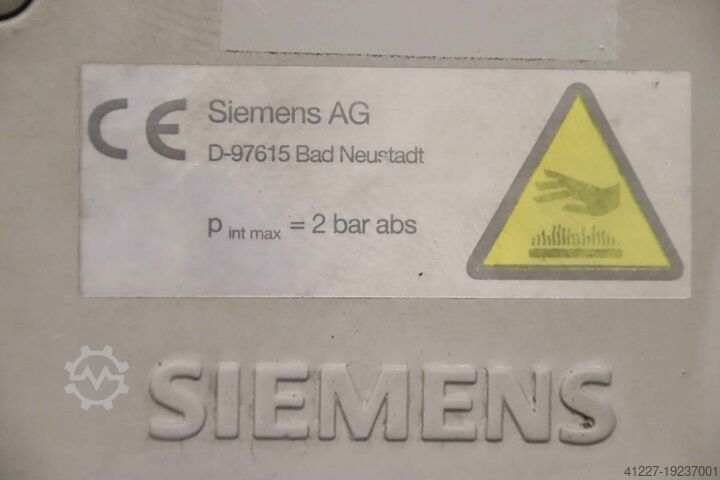 CE Siemens AG
D-97615 Bad Neustadt
p int max = 2 bar abs
SIEMENS
41227-19237001